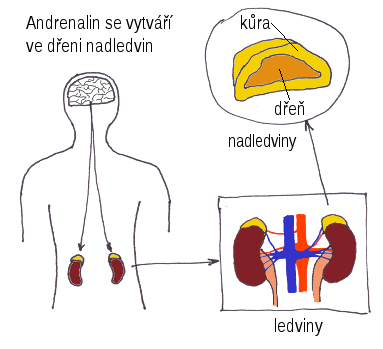 Andrenalin se vytváří
ve dřeni nadledvin
kůra
dřeň
nadledviny
ledviny